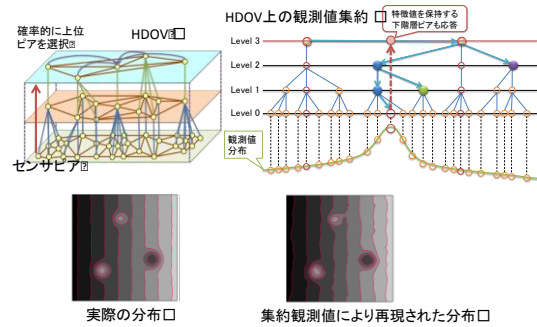 確率的に上位
ピアを選択
HDOV
センサピア
HDOV上の観測値集約
特徴値を保持する
下階層ピアも応答
Level 3
Level 2
Level 1
Level 0
観測値
分布
実際の分布
集約観測値により再現された分布